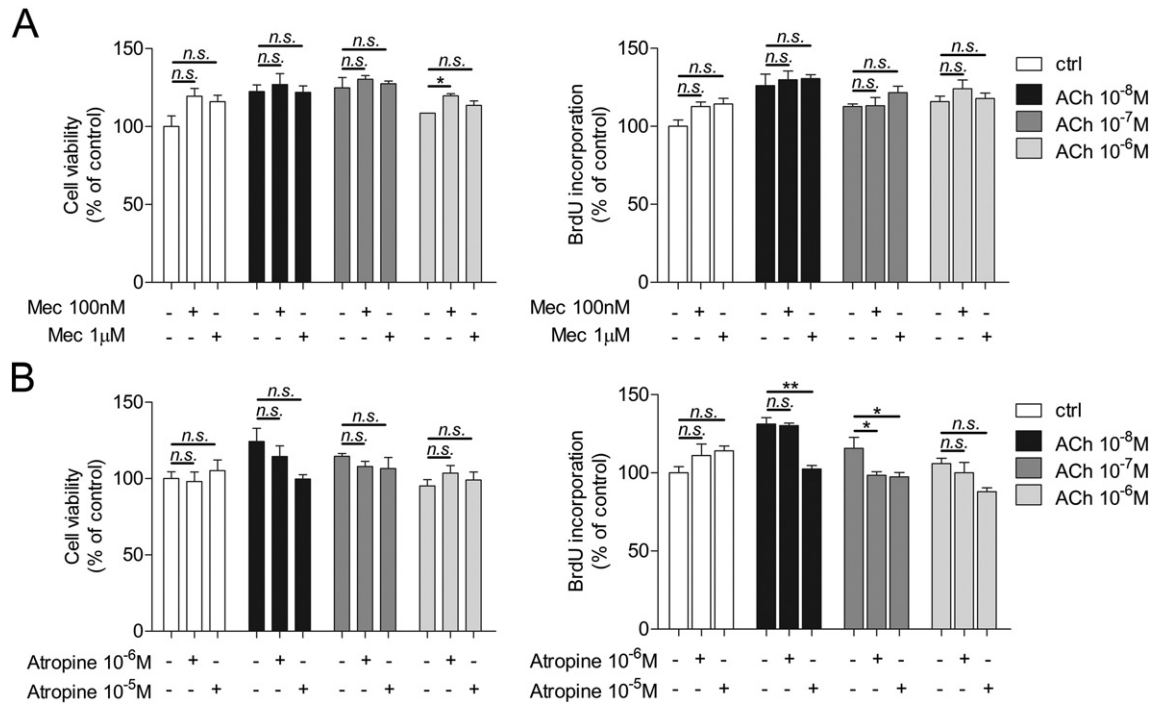 A
150
100
50
0
Cell viability
(% of control)
n.s.
n.s.
n.s.
n.s.
n.s.
n.s.
n.s.
*
Mec 100nM - + - - + - - + - - + -
Mec 1μM - - + - - + - - + - - +
150
100
50
0
BrdU incorporation
(% of control)
n.s.
n.s.
n.s.
n.s.
n.s.
n.s.
n.s.
n.s.
Mec 100nM - + - - + - - + - - + -
Mec 1μM - - + - - + - - + - - +
ctrl
ACh 10⁻⁸M
ACh 10⁻⁷M
ACh 10⁻⁶M
B
150
100
50
0
Cell viability
(% of control)
n.s.
n.s.
n.s.
n.s.
n.s.
n.s.
n.s.
n.s.
Atropine 10⁻⁶M - + - - + - - + - - + -
Atropine 10⁻⁵M - - + - - + - - + - - +
150
100
50
0
BrdU incorporation
(% of control)
n.s.
n.s.
**
n.s.
*
*
n.s.
n.s.
Atropine 10⁻⁶M - + - - + - - + - - + -
Atropine 10⁻⁵M - - + - - + - - + - - +
ctrl
ACh 10⁻⁸M
ACh 10⁻⁷M
ACh 10⁻⁶M